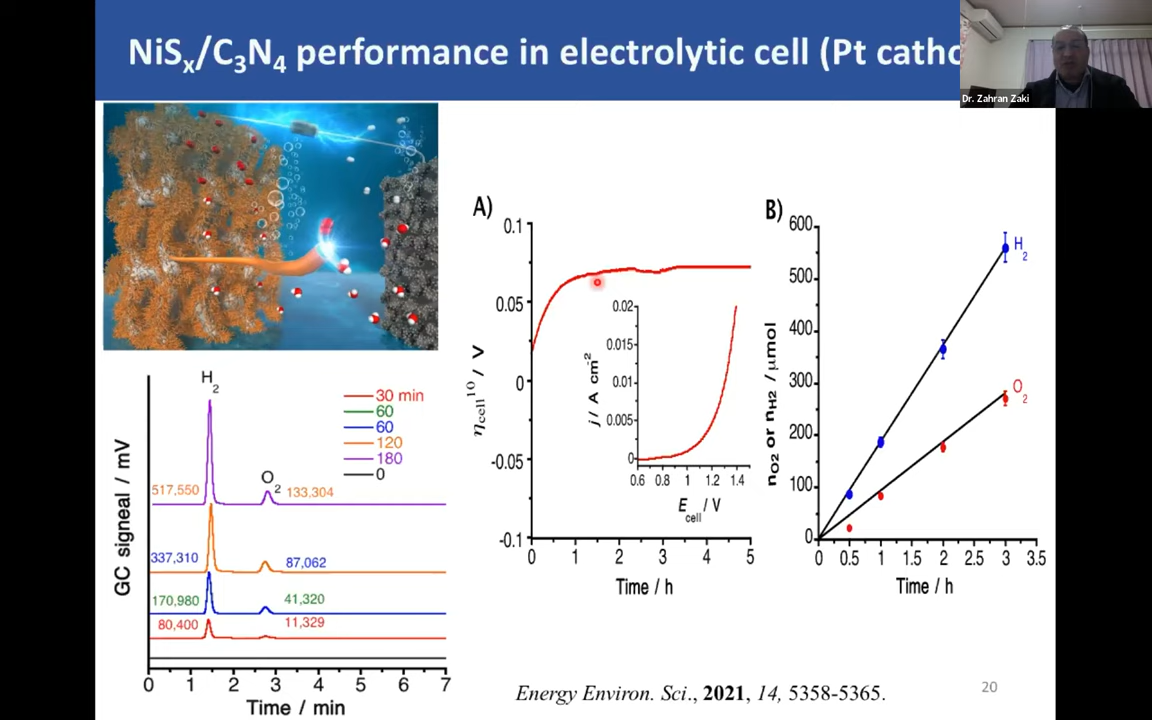 NiSx/C3N4 performance in electrolytic cell (Pt catho
Dr. Zahran Zaki
H2
O2
30 min
60
60
120
180
0
517,550
133,304
337,310
87,062
170,980
41,320
80,400
11,329
GC signeal / mV
0 1 2 3 4 5 6 7
Time / min
A)
0.1
0.05
0
-0.05
-0.1
ηcell10 / V
0 1 2 3 4 5
Time / h
0.02
0.015
0.01
0.005
0
j / A cm-2
0.6 0.8 1 1.2 1.4
Ecell / V
B)
600
500
400
300
200
100
0
nO2 or nH2 / μmol
H2
O2
0 0.5 1 1.5 2 2.5 3 3.5
Time / h
Energy Environ. Sci., 2021, 14, 5358-5365.
20